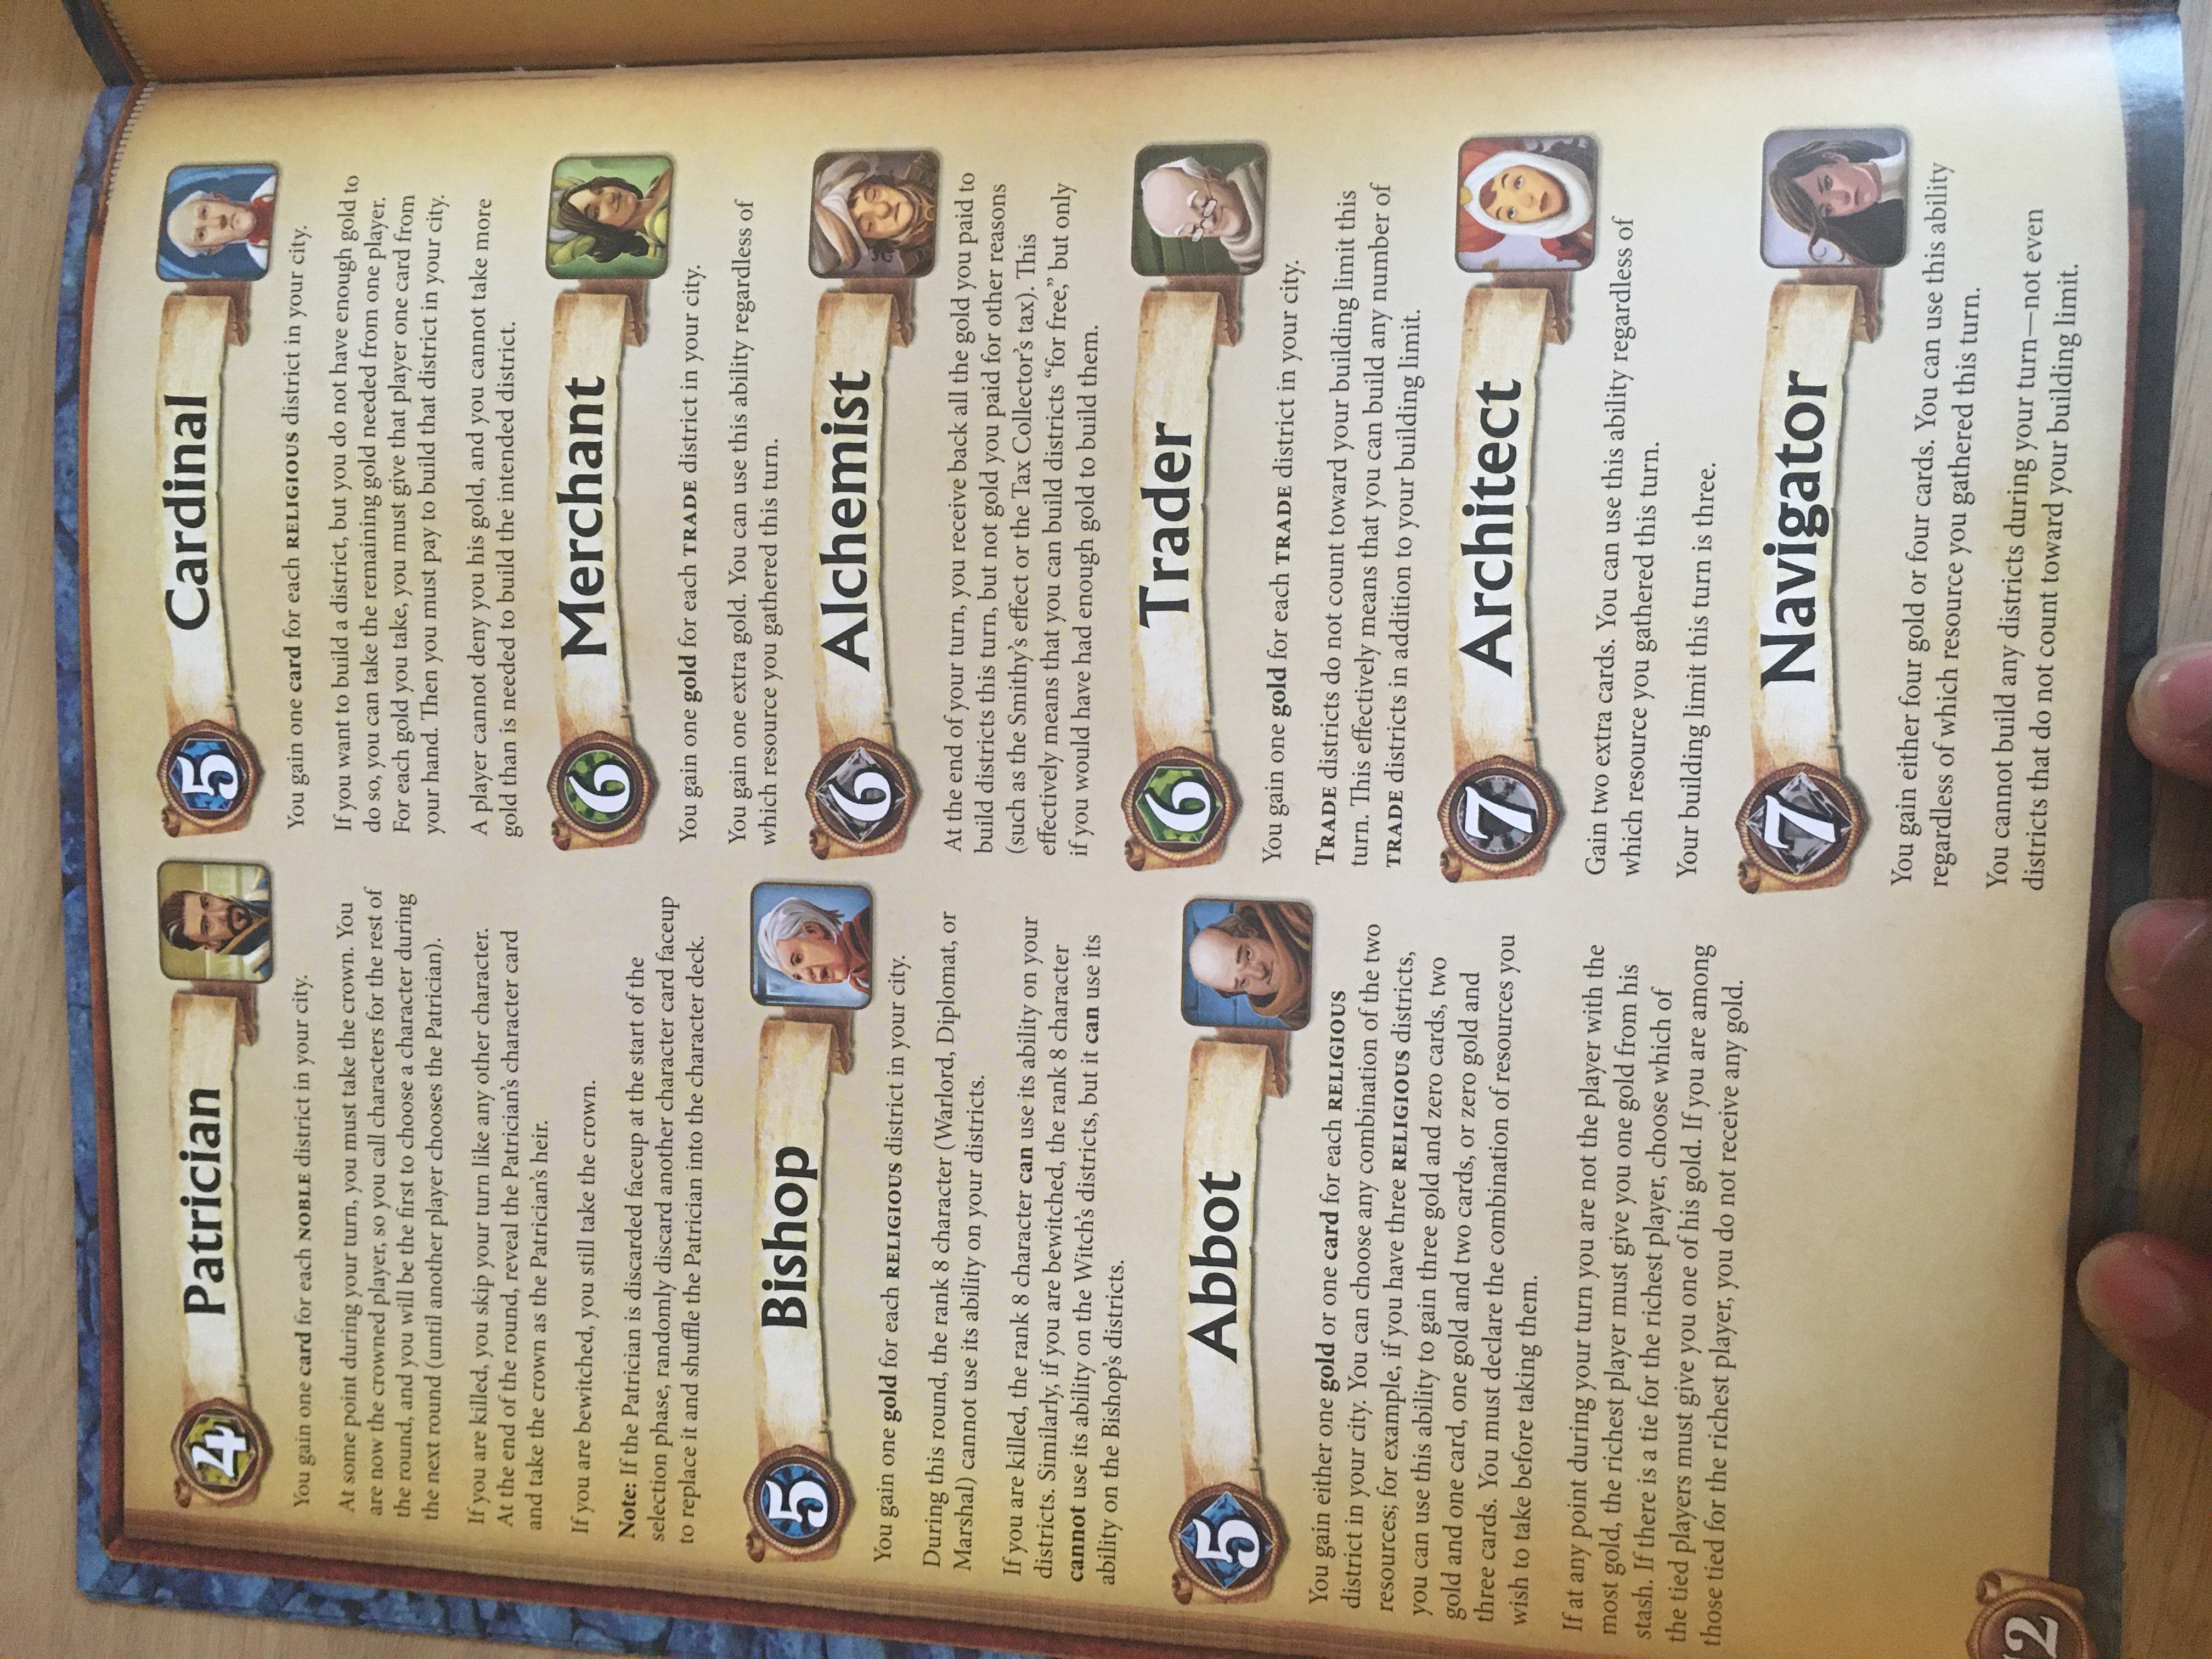 4
Patrician
You gain one card for each NOBLE district in your city.
At some point during your turn, you must take the crown. You
are now the crowned player, so you call characters for the rest of
the round, and you will be the first to choose a character during
the next round (until another player chooses the Patrician).
If you are killed, you skip your turn like any other character.
At the end of the round, reveal the Patrician's character card
and take the crown as the Patrician's heir.
If you are bewitched, you still take the crown.
Note: If the Patrician is discarded faceup at the start of the
selection phase, randomly discard another character card faceup
to replace it and shuffle the Patrician into the character deck.
5
Bishop
You gain one gold for each RELIGIOUS district in your city.
During this round, the rank 8 character (Warlord, Diplomat, or
Marshal) cannot use its ability on your districts.
If you are killed, the rank 8 character can use its ability on your
districts. Similarly, if you are bewitched, the rank 8 character
cannot use its ability on the Witch's districts, but it can use its
ability on the Bishop's districts.
5
Abbot
You gain either one gold or one card for each RELIGIOUS
district in your city. You can choose any combination of the two
resources; for example, if you have three RELIGIOUS districts,
you can use this ability to gain three gold and zero cards, two
gold and one card, one gold and two cards, or zero gold and
three cards. You must declare the combination of resources you
wish to take before taking them.
If at any point during your turn you are not the player with the
most gold, the richest player must give you one gold from his
stash. If there is a tie for the richest player, choose which of
the tied players must give you one of his gold. If you are among
those tied for the richest player, you do not receive any gold.
5
Cardinal
You gain one card for each RELIGIOUS district in your city.
If you want to build a district, but you do not have enough gold to
do so, you can take the remaining gold needed from one player.
For each gold you take, you must give that player one card from
your hand. Then you must pay to build that district in your city.
A player cannot deny you his gold, and you cannot take more
gold than is needed to build the intended district.
6
Merchant
You gain one gold for each TRADE district in your city.
You gain one extra gold. You can use this ability regardless of
which resource you gathered this turn.
6
Alchemist
At the end of your turn, you receive back all the gold you paid to
build districts this turn, but not gold you paid for other reasons
(such as the Smithy's effect or the Tax Collector's tax). This
effectively means that you can build districts “for free,” but only
if you would have had enough gold to build them.
6
Trader
You gain one gold for each TRADE district in your city.
TRADE districts do not count toward your building limit this
turn. This effectively means that you can build any number of
TRADE districts in addition to your building limit.
7
Architect
Gain two extra cards. You can use this ability regardless of
which resource you gathered this turn.
Your building limit this turn is three.
7
Navigator
You gain either four gold or four cards. You can use this ability
regardless of which resource you gathered this turn.
You cannot build any districts during your turn—not even
districts that do not count toward your building limit.